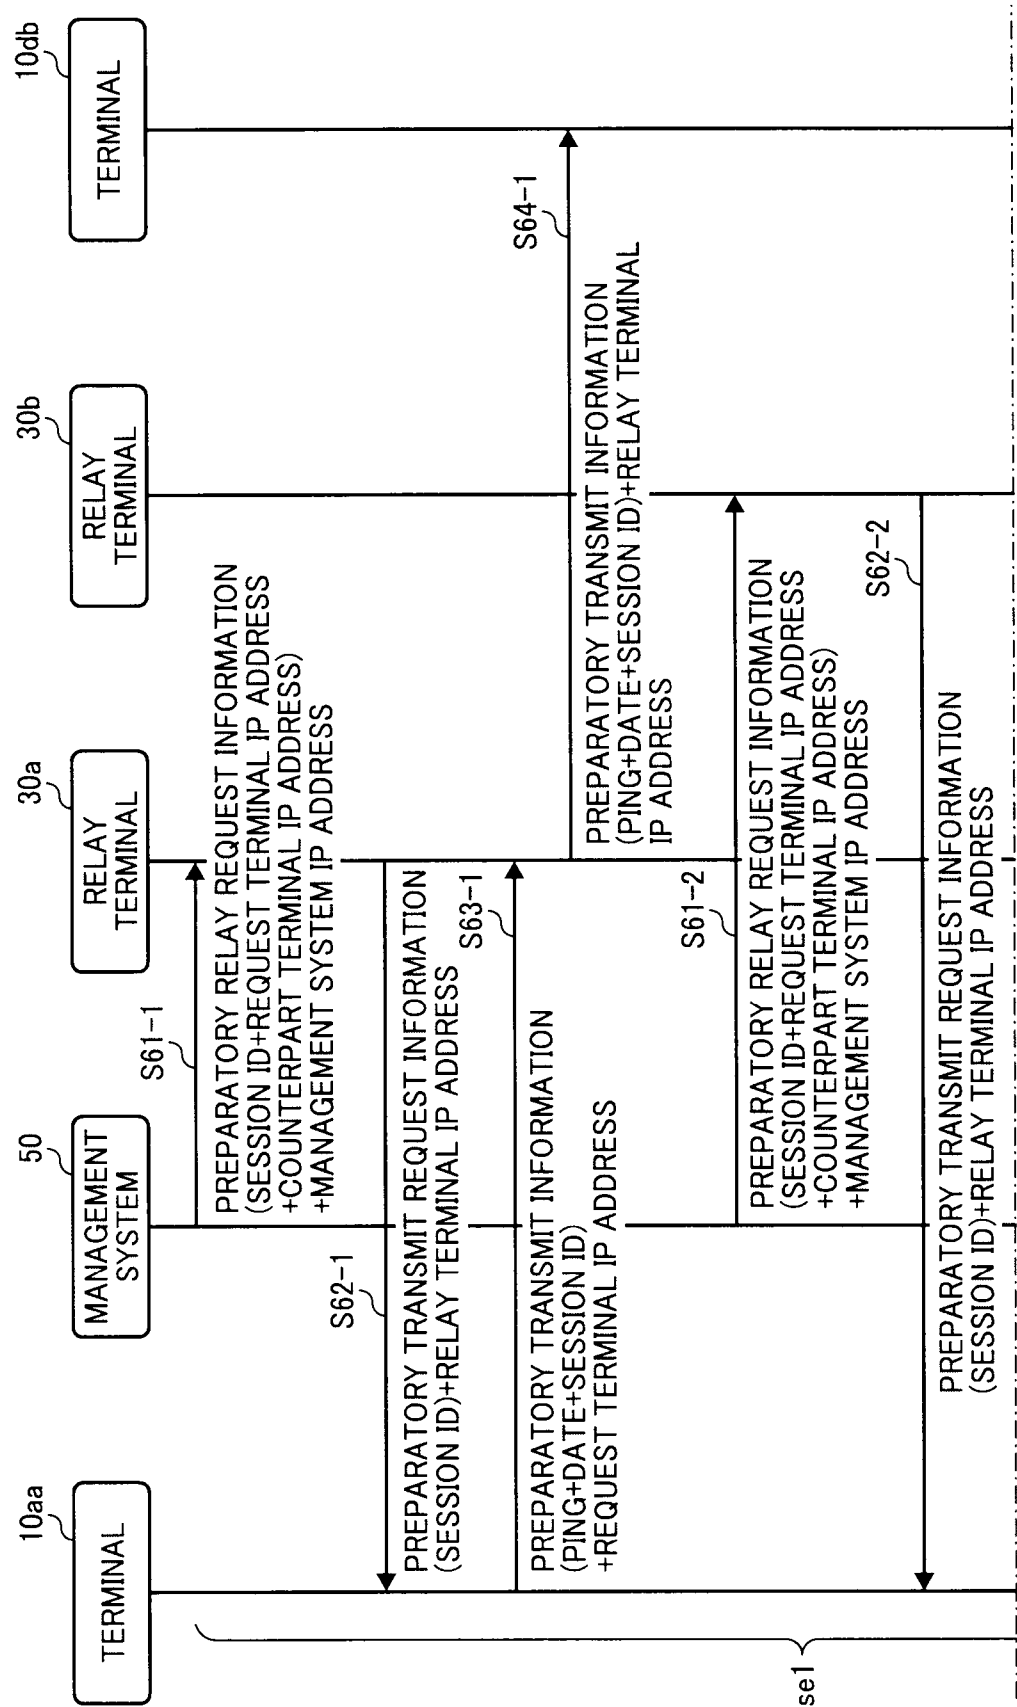 10aa
TERMINAL
50
MANAGEMENT
SYSTEM
30a
RELAY
TERMINAL
30b
RELAY
TERMINAL
10db
TERMINAL
S61-1
PREPARATORY RELAY REQUEST INFORMATION
(SESSION ID+REQUEST TERMINAL IP ADDRESS
+COUNTERPART TERMINAL IP ADDRESS)
+MANAGEMENT SYSTEM IP ADDRESS
S62-1
PREPARATORY TRANSMIT REQUEST INFORMATION
(SESSION ID)+RELAY TERMINAL IP ADDRESS
S63-1
PREPARATORY TRANSMIT INFORMATION
(PING+DATE+SESSION ID)
+REQUEST TERMINAL IP ADDRESS
S64-1
PREPARATORY TRANSMIT INFORMATION
(PING+DATE+SESSION ID)+RELAY TERMINAL
IP ADDRESS
S61-2
PREPARATORY RELAY REQUEST INFORMATION
(SESSION ID+REQUEST TERMINAL IP ADDRESS
+COUNTERPART TERMINAL IP ADDRESS)
+MANAGEMENT SYSTEM IP ADDRESS
S62-2
PREPARATORY TRANSMIT REQUEST INFORMATION
(SESSION ID)+RELAY TERMINAL IP ADDRESS
se1